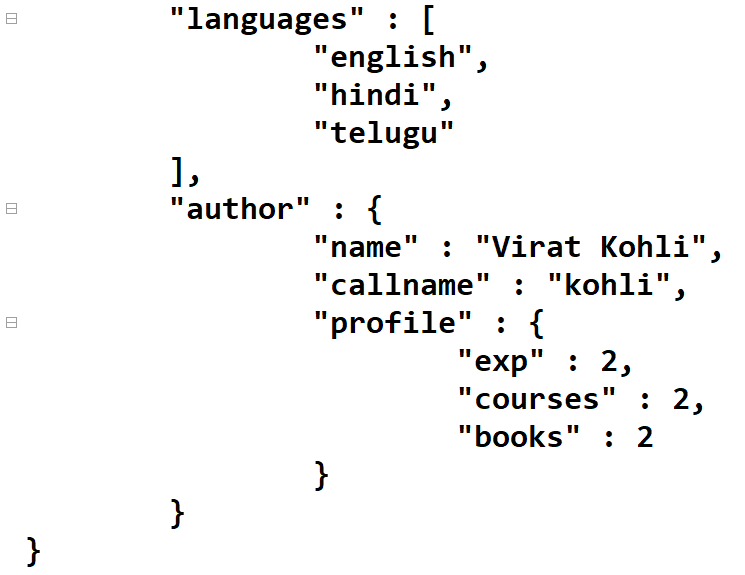 "languages" : [
"english",
"hindi",
"telugu"
],
"author" : {
"name" : "Virat Kohli",
"callname" : "kohli",
"profile" : {
"exp" : 2,
"courses" : 2,
"books" : 2
}
}
}